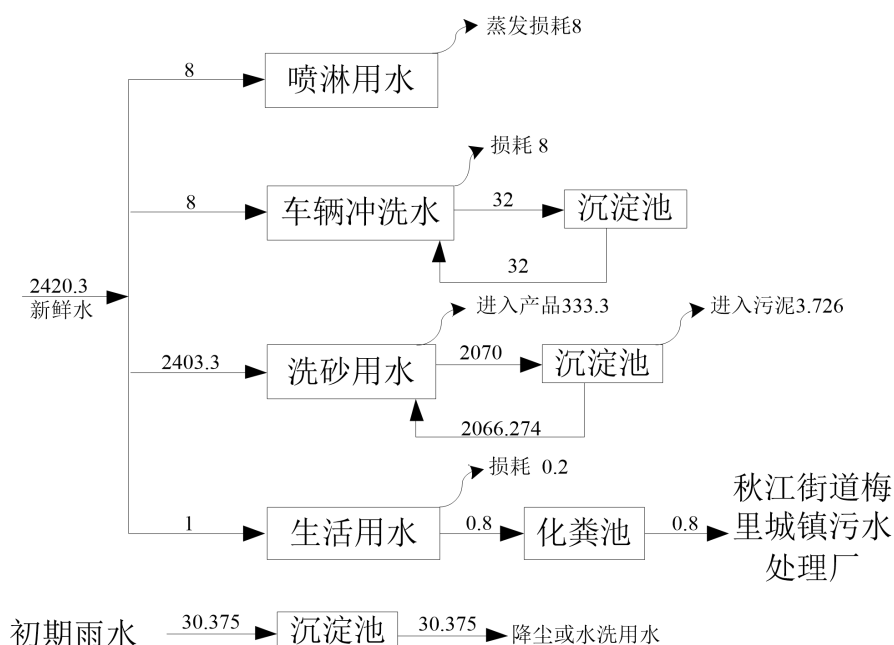 蒸发损耗8
8
喷淋用水
损耗 8
8
车辆冲洗水
32
沉淀池
32
2420.3
新鲜水
进入产品333.3
进入污泥3.726
2403.3
洗砂用水
2070
沉淀池
2066.274
损耗 0.2
1
生活用水
0.8
化粪池
0.8
秋江街道梅
里城镇污水
处理厂
初期雨水
30.375
沉淀池
30.375
降尘或水洗用水